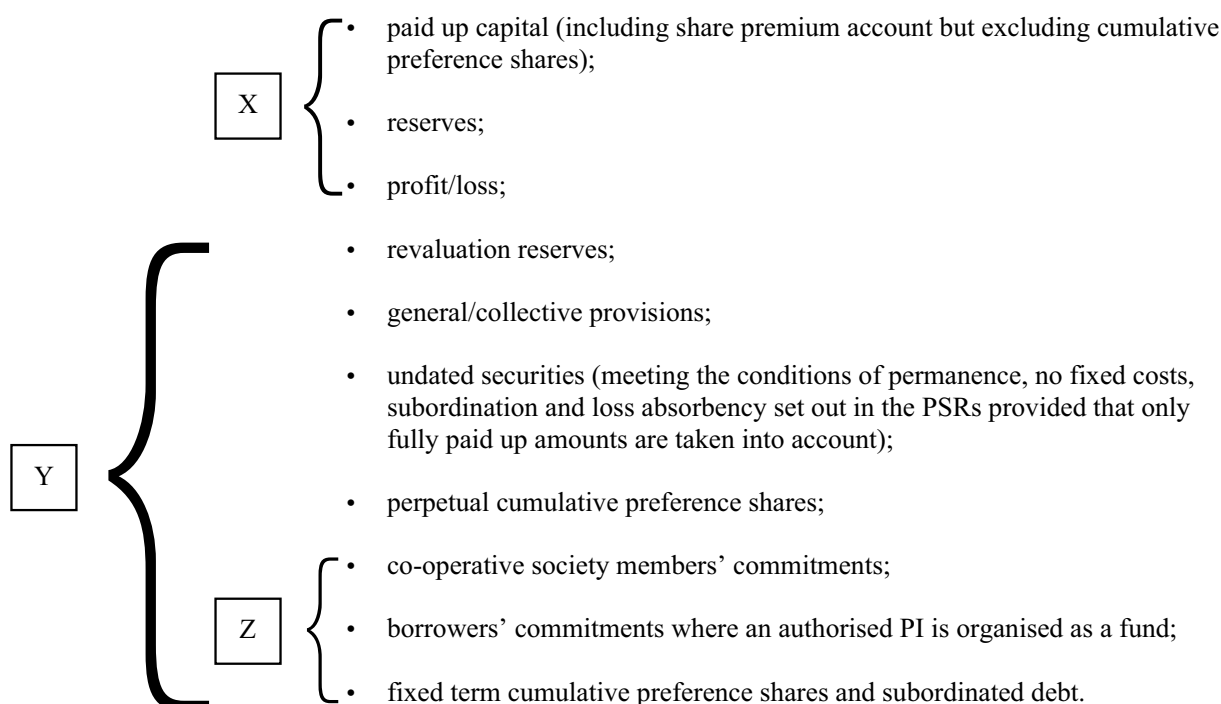 • paid up capital (including share premium account but excluding cumulative
preference shares);
X
• reserves;
• profit/loss;
• revaluation reserves;
• general/collective provisions;
• undated securities (meeting the conditions of permanence, no fixed costs,
subordination and loss absorbency set out in the PSRs provided that only
fully paid up amounts are taken into account);
Y
• perpetual cumulative preference shares;
• co-operative society members’ commitments;
Z
• borrowers’ commitments where an authorised PI is organised as a fund;
• fixed term cumulative preference shares and subordinated debt.